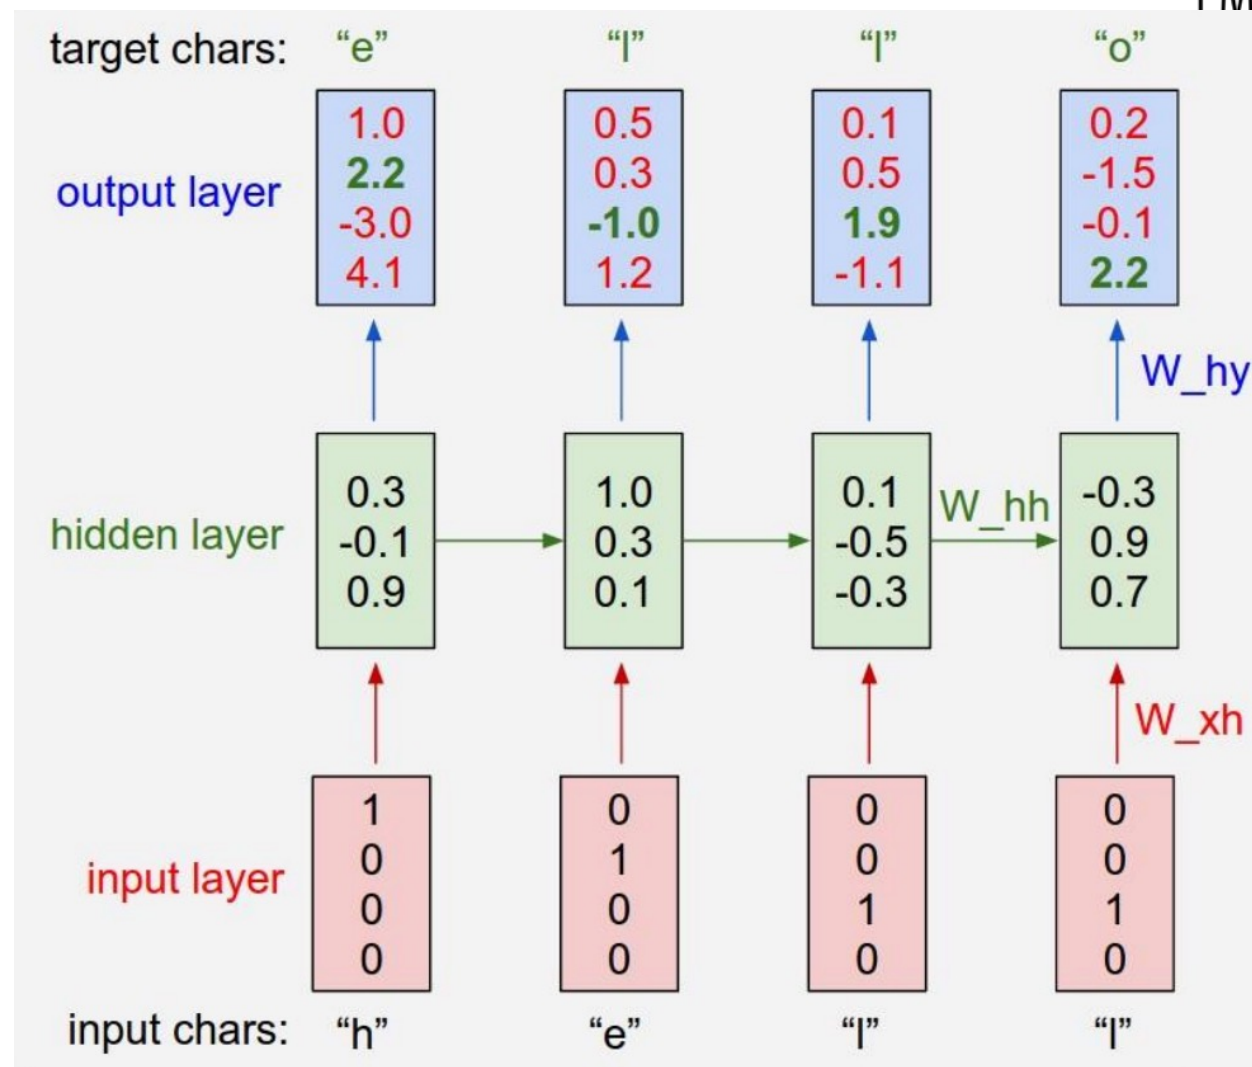 target chars: “e” “l” “l” “o”
1.0 0.5 0.1 0.2
2.2 0.3 0.5 -1.5
output layer
-3.0 -1.0 1.9 -0.1
4.1 1.2 -1.1 2.2
W_hy
0.3 1.0 0.1 -0.3
W_hh
hidden layer -0.1 0.3 -0.5 0.9
0.9 0.1 -0.3 0.7
W_xh
1 0 0 0
0 1 0 0
input layer
0 0 1 1
0 0 0 0
input chars: “h” “e” “l” “l”